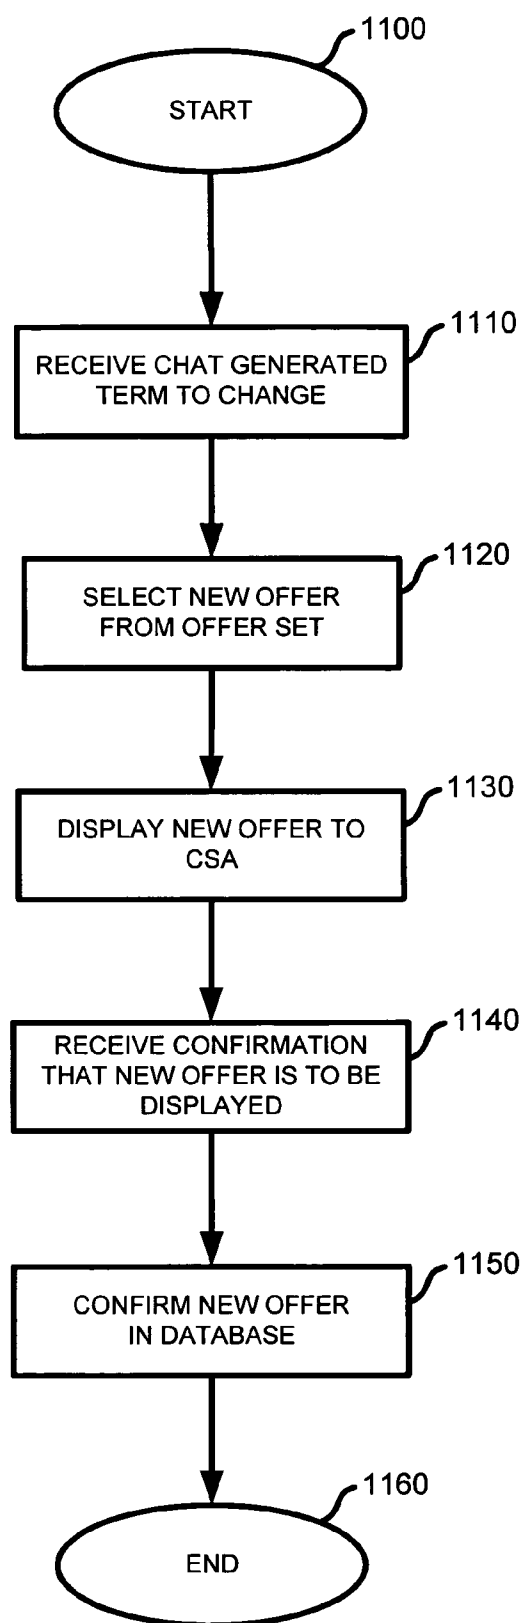 1100
START
1110
RECEIVE CHAT GENERATED
TERM TO CHANGE
1120
SELECT NEW OFFER
FROM OFFER SET
1130
DISPLAY NEW OFFER TO
CSA
1140
RECEIVE CONFIRMATION
THAT NEW OFFER IS TO BE
DISPLAYED
1150
CONFIRM NEW OFFER
IN DATABASE
1160
END